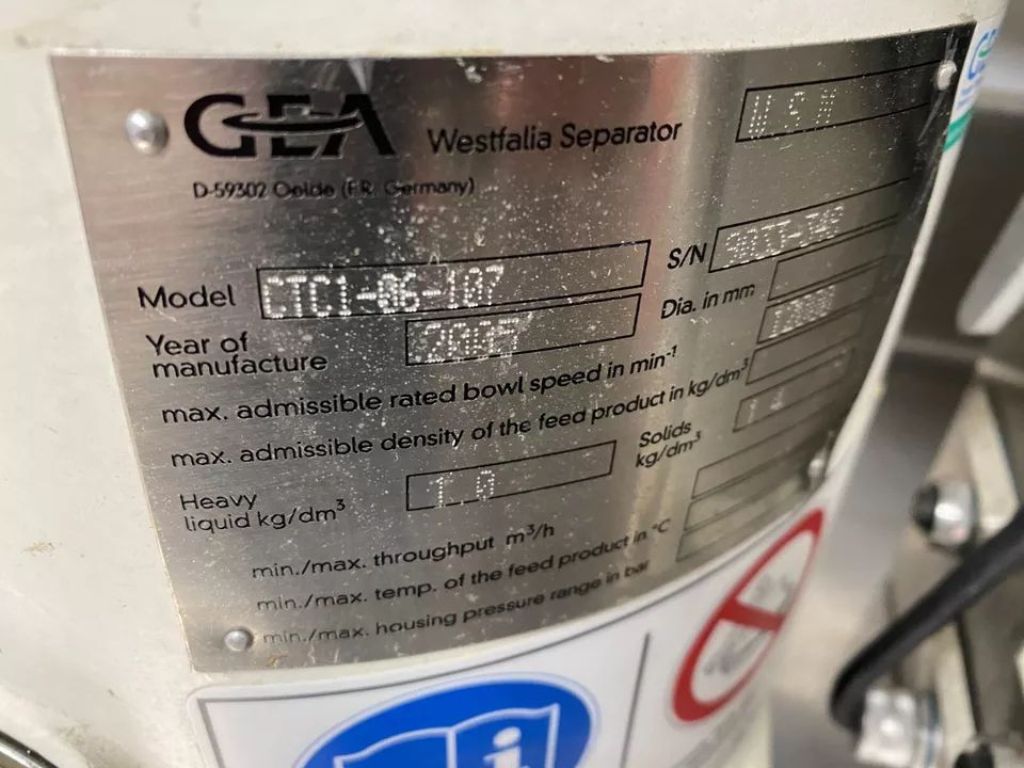 GEA Westfalia Separator WSM
D-59302 Oelde (F.R. Germany)
Model CTC1-06-107 S/N
Year of manufacture Dia. in mm
max. admissible rated bowl speed in min⁻¹
max. admissible density of the feed product in kg/dm³
Heavy liquid kg/dm³ 1.0 Solids kg/dm³ 1.4
min./max. throughput m³/h
min./max. temp. of the feed product in °C
min./max. housing pressure range in bar